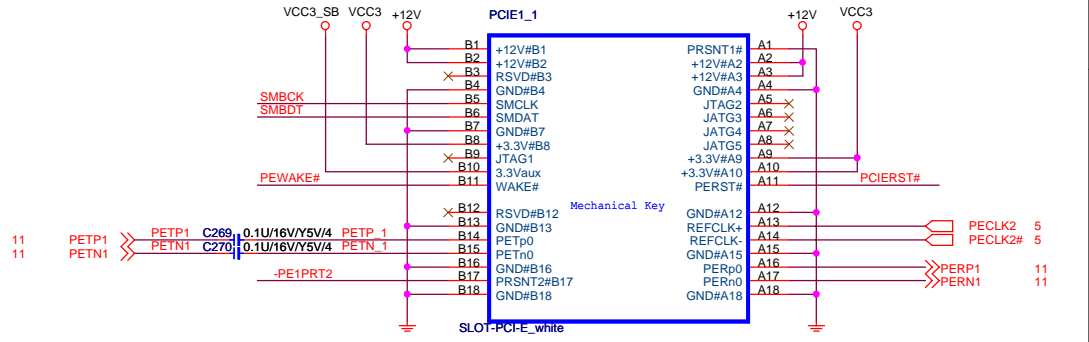 VCC3_SB VCC3 +12V PCIE1_1 +12V VCC3
B1 +12V#B1 PRSNT1# A1
B2 +12V#B2 +12V#A2 A2
B3 RSVD#B3 +12V#A3 A3
B4 GND#B4 GND#A4 A4
SMBCK B5 SMCLK JTAG2 A5
SMBDT B6 SMDAT JATG3 A6
B7 GND#B7 JATG4 A7
B8 +3.3V#B8 JATG5 A8
B9 JTAG1 +3.3V#A9 A9
B10 3.3Vaux +3.3V#A10 A10
PEWAKE# B11 WAKE# PERST# A11 PCIERST#
Mechanical Key
B12 RSVD#B12 GND#A12 A12
B13 GND#B13 REFCLK+ A13 PECLK2 5
11 PETP1 PETP1 C269 0.1U/16V/Y5V/4 PETP_1 B14 PETp0 REFCLK- A14 PECLK2# 5
11 PETN1 PETN1 C270 0.1U/16V/Y5V/4 PETN_1 B15 PETn0 GND#A15 A15
B16 GND#B16 PERp0 A16 PERP1 11
-PE1PRT2 B17 PRSNT2#B17 PERn0 A17 PERN1 11
B18 GND#B18 GND#A18 A18
SLOT-PCI-E_white